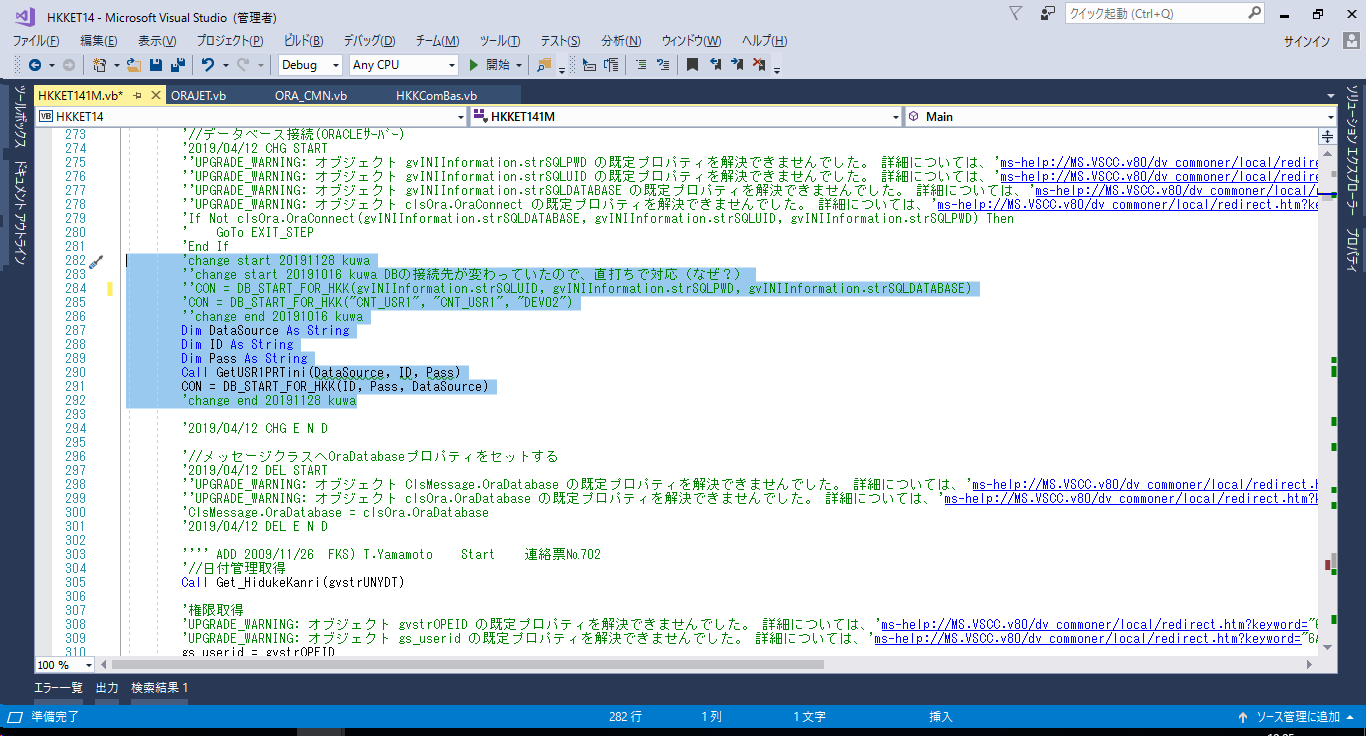 HKKET14 - Microsoft Visual Studio (管理者)
クイック起動 (Ctrl+Q)
ファイル(F) 編集(E) 表示(V) プロジェクト(P) ビルド(B) デバッグ(D) チーム(M) ツール(T) テスト(S) 分析(N) ウィンドウ(W) ヘルプ(H)
サインイン
Debug Any CPU 開始
HKKET141M.vb* ORAJET.vb ORA_CMN.vb HKKComBas.vb
VB HKKET14 HKKET141M Main
ツールボックス
ドキュメント アウトライン
ソリューション エクスプローラー
プロパティ
273 '//データベース接続(ORACLEｻｰﾊﾞｰ)
274 '2019/04/12 CHG START
275 ''UPGRADE_WARNING: オブジェクト gvINIInformation.strSQLPWD の既定プロパティを解決できませんでした。 詳細については、'ms-help://MS.VSCC.v80/dv_commoner/local/redire
276 ''UPGRADE_WARNING: オブジェクト gvINIInformation.strSQLUID の既定プロパティを解決できませんでした。 詳細については、'ms-help://MS.VSCC.v80/dv_commoner/local/redire
277 ''UPGRADE_WARNING: オブジェクト gvINIInformation.strSQLDATABASE の既定プロパティを解決できませんでした。 詳細については、'ms-help://MS.VSCC.v80/dv_commoner/local/
278 ''UPGRADE_WARNING: オブジェクト clsOra.OraConnect の既定プロパティを解決できませんでした。 詳細については、'ms-help://MS.VSCC.v80/dv_commoner/local/redirect.htm?ke
279 'If Not clsOra.OraConnect(gvINIInformation.strSQLDATABASE, gvINIInformation.strSQLUID, gvINIInformation.strSQLPWD) Then
280 '    GoTo EXIT_STEP
281 'End If
282 'change start 20191128 kuwa
283 ''change start 20191016 kuwa DBの接続先が変わっていたので、直打ちで対応（なぜ？）
284 ''CON = DB_START_FOR_HKK(gvINIInformation.strSQLUID, gvINIInformation.strSQLPWD, gvINIInformation.strSQLDATABASE)
285 'CON = DB_START_FOR_HKK("CNT_USR1", "CNT_USR1", "DEV02")
286 ''change end 20191016 kuwa
287 Dim DataSource As String
288 Dim ID As String
289 Dim Pass As String
290 Call GetUSR1PRTini(DataSource, ID, Pass)
291 CON = DB_START_FOR_HKK(ID, Pass, DataSource)
292 'change end 20191128 kuwa
293
294 '2019/04/12 CHG E N D
295
296 '//メッセージクラスへOraDatabaseプロパティをセットする
297 '2019/04/12 DEL START
298 ''UPGRADE_WARNING: オブジェクト ClsMessage.OraDatabase の既定プロパティを解決できませんでした。 詳細については、'ms-help://MS.VSCC.v80/dv_commoner/local/redirect.h
299 ''UPGRADE_WARNING: オブジェクト clsOra.OraDatabase の既定プロパティを解決できませんでした。 詳細については、'ms-help://MS.VSCC.v80/dv_commoner/local/redirect.htm?k
300 'ClsMessage.OraDatabase = clsOra.OraDatabase
301 '2019/04/12 DEL E N D
302
303 '''' ADD 2009/11/26  FKS) T.Yamamoto    Start    連絡票№702
304 '//日付管理取得
305 Call Get_HidukeKanri(gvstrUNYDT)
306
307 '権限取得
308 'UPGRADE_WARNING: オブジェクト gvstrOPEID の既定プロパティを解決できませんでした。 詳細については、'ms-help://MS.VSCC.v80/dv_commoner/local/redirect.htm?keyword="6
309 'UPGRADE_WARNING: オブジェクト gs_userid の既定プロパティを解決できませんでした。 詳細については、'ms-help://MS.VSCC.v80/dv_commoner/local/redirect.htm?keyword="6A
310 gs_userid = gvstrOPEID
100 %
エラー一覧 出力 検索結果 1
準備完了 282 行 1 列 1 文字 挿入 ソース管理に追加